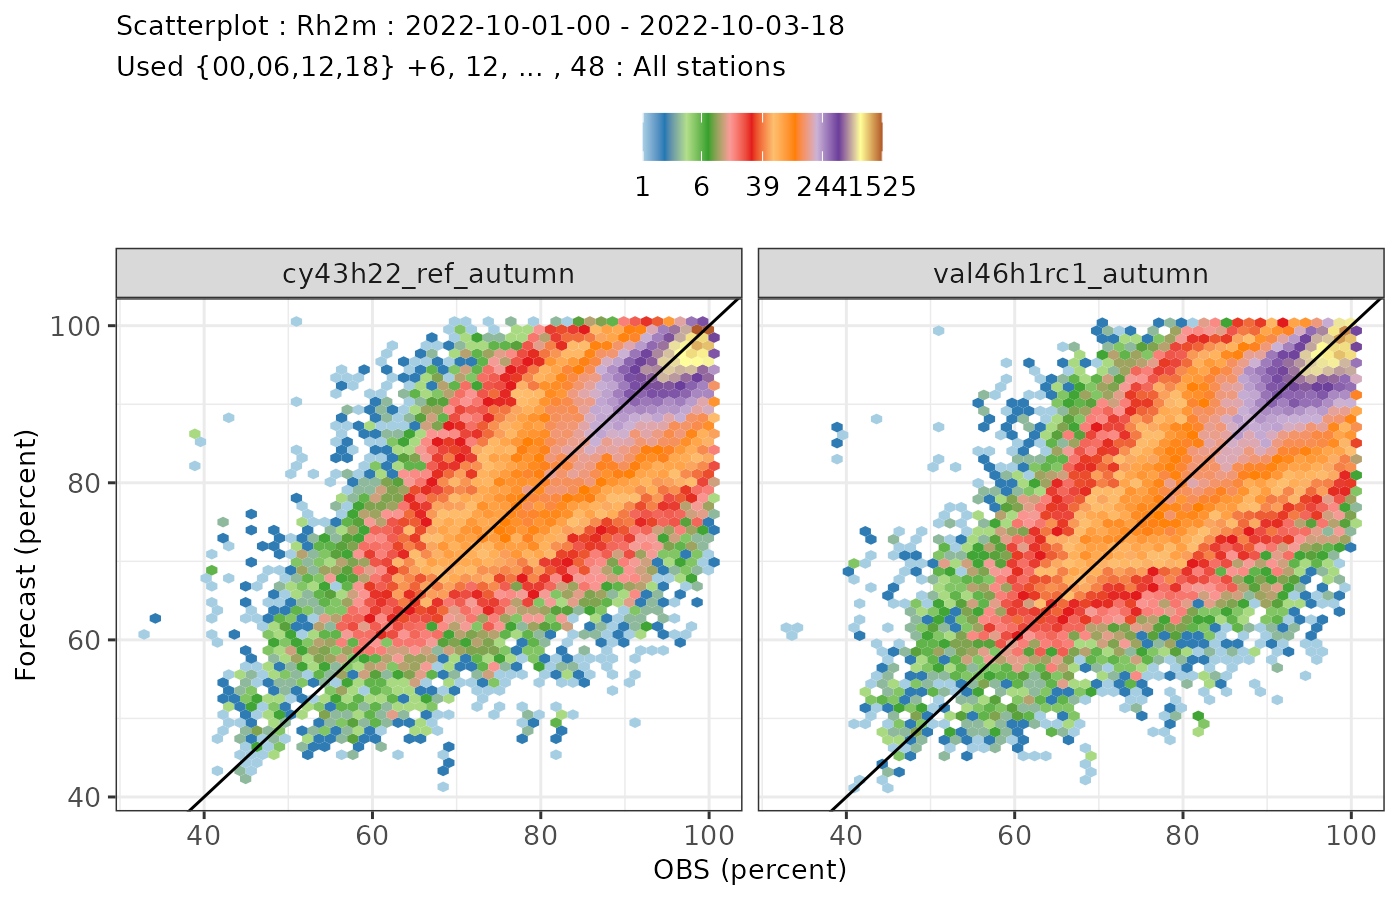 Scatterplot : Rh2m : 2022-10-01-00 - 2022-10-03-18
Used {00,06,12,18} +6, 12, ... , 48 : All stations
1 6 39 244 1525
cy43h22_ref_autumn val46h1rc1_autumn
Forecast (percent)
100
80
60
40
40 60 80 100 40 60 80 100
OBS (percent)